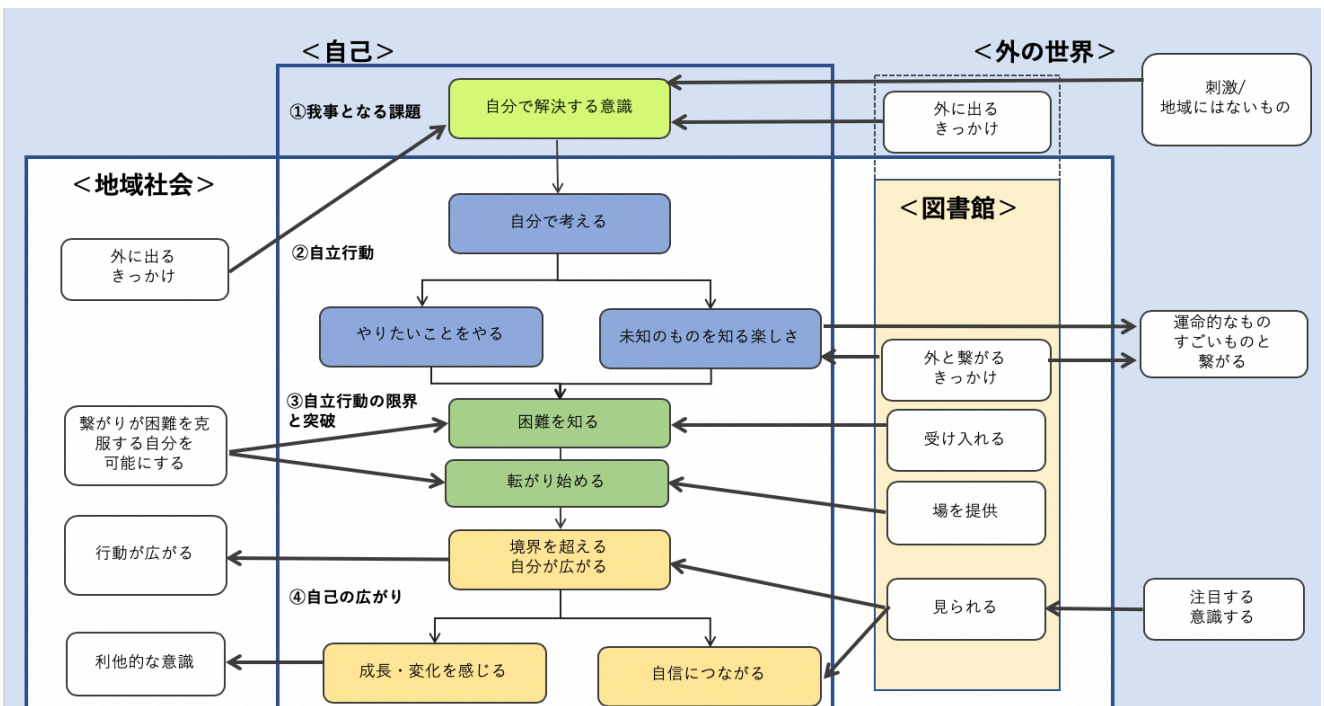 ＜自己＞
＜外の世界＞
①我事となる課題
自分で解決する意識
外に出る
きっかけ
刺激/
地域にはないもの
＜地域社会＞
＜図書館＞
自分で考える
外に出る
きっかけ
②自立行動
やりたいことをやる
未知のものを知る楽しさ
外と繋がる
きっかけ
運命的なもの
すごいものと
繋がる
③自立行動の限界
と突破
繋がりが困難を克
服する自分を
可能にする
困難を知る
受け入れる
転がり始める
場を提供
行動が広がる
境界を超える
自分が広がる
④自己の広がり
見られる
注目する
意識する
利他的な意識
成長・変化を感じる
自信につながる